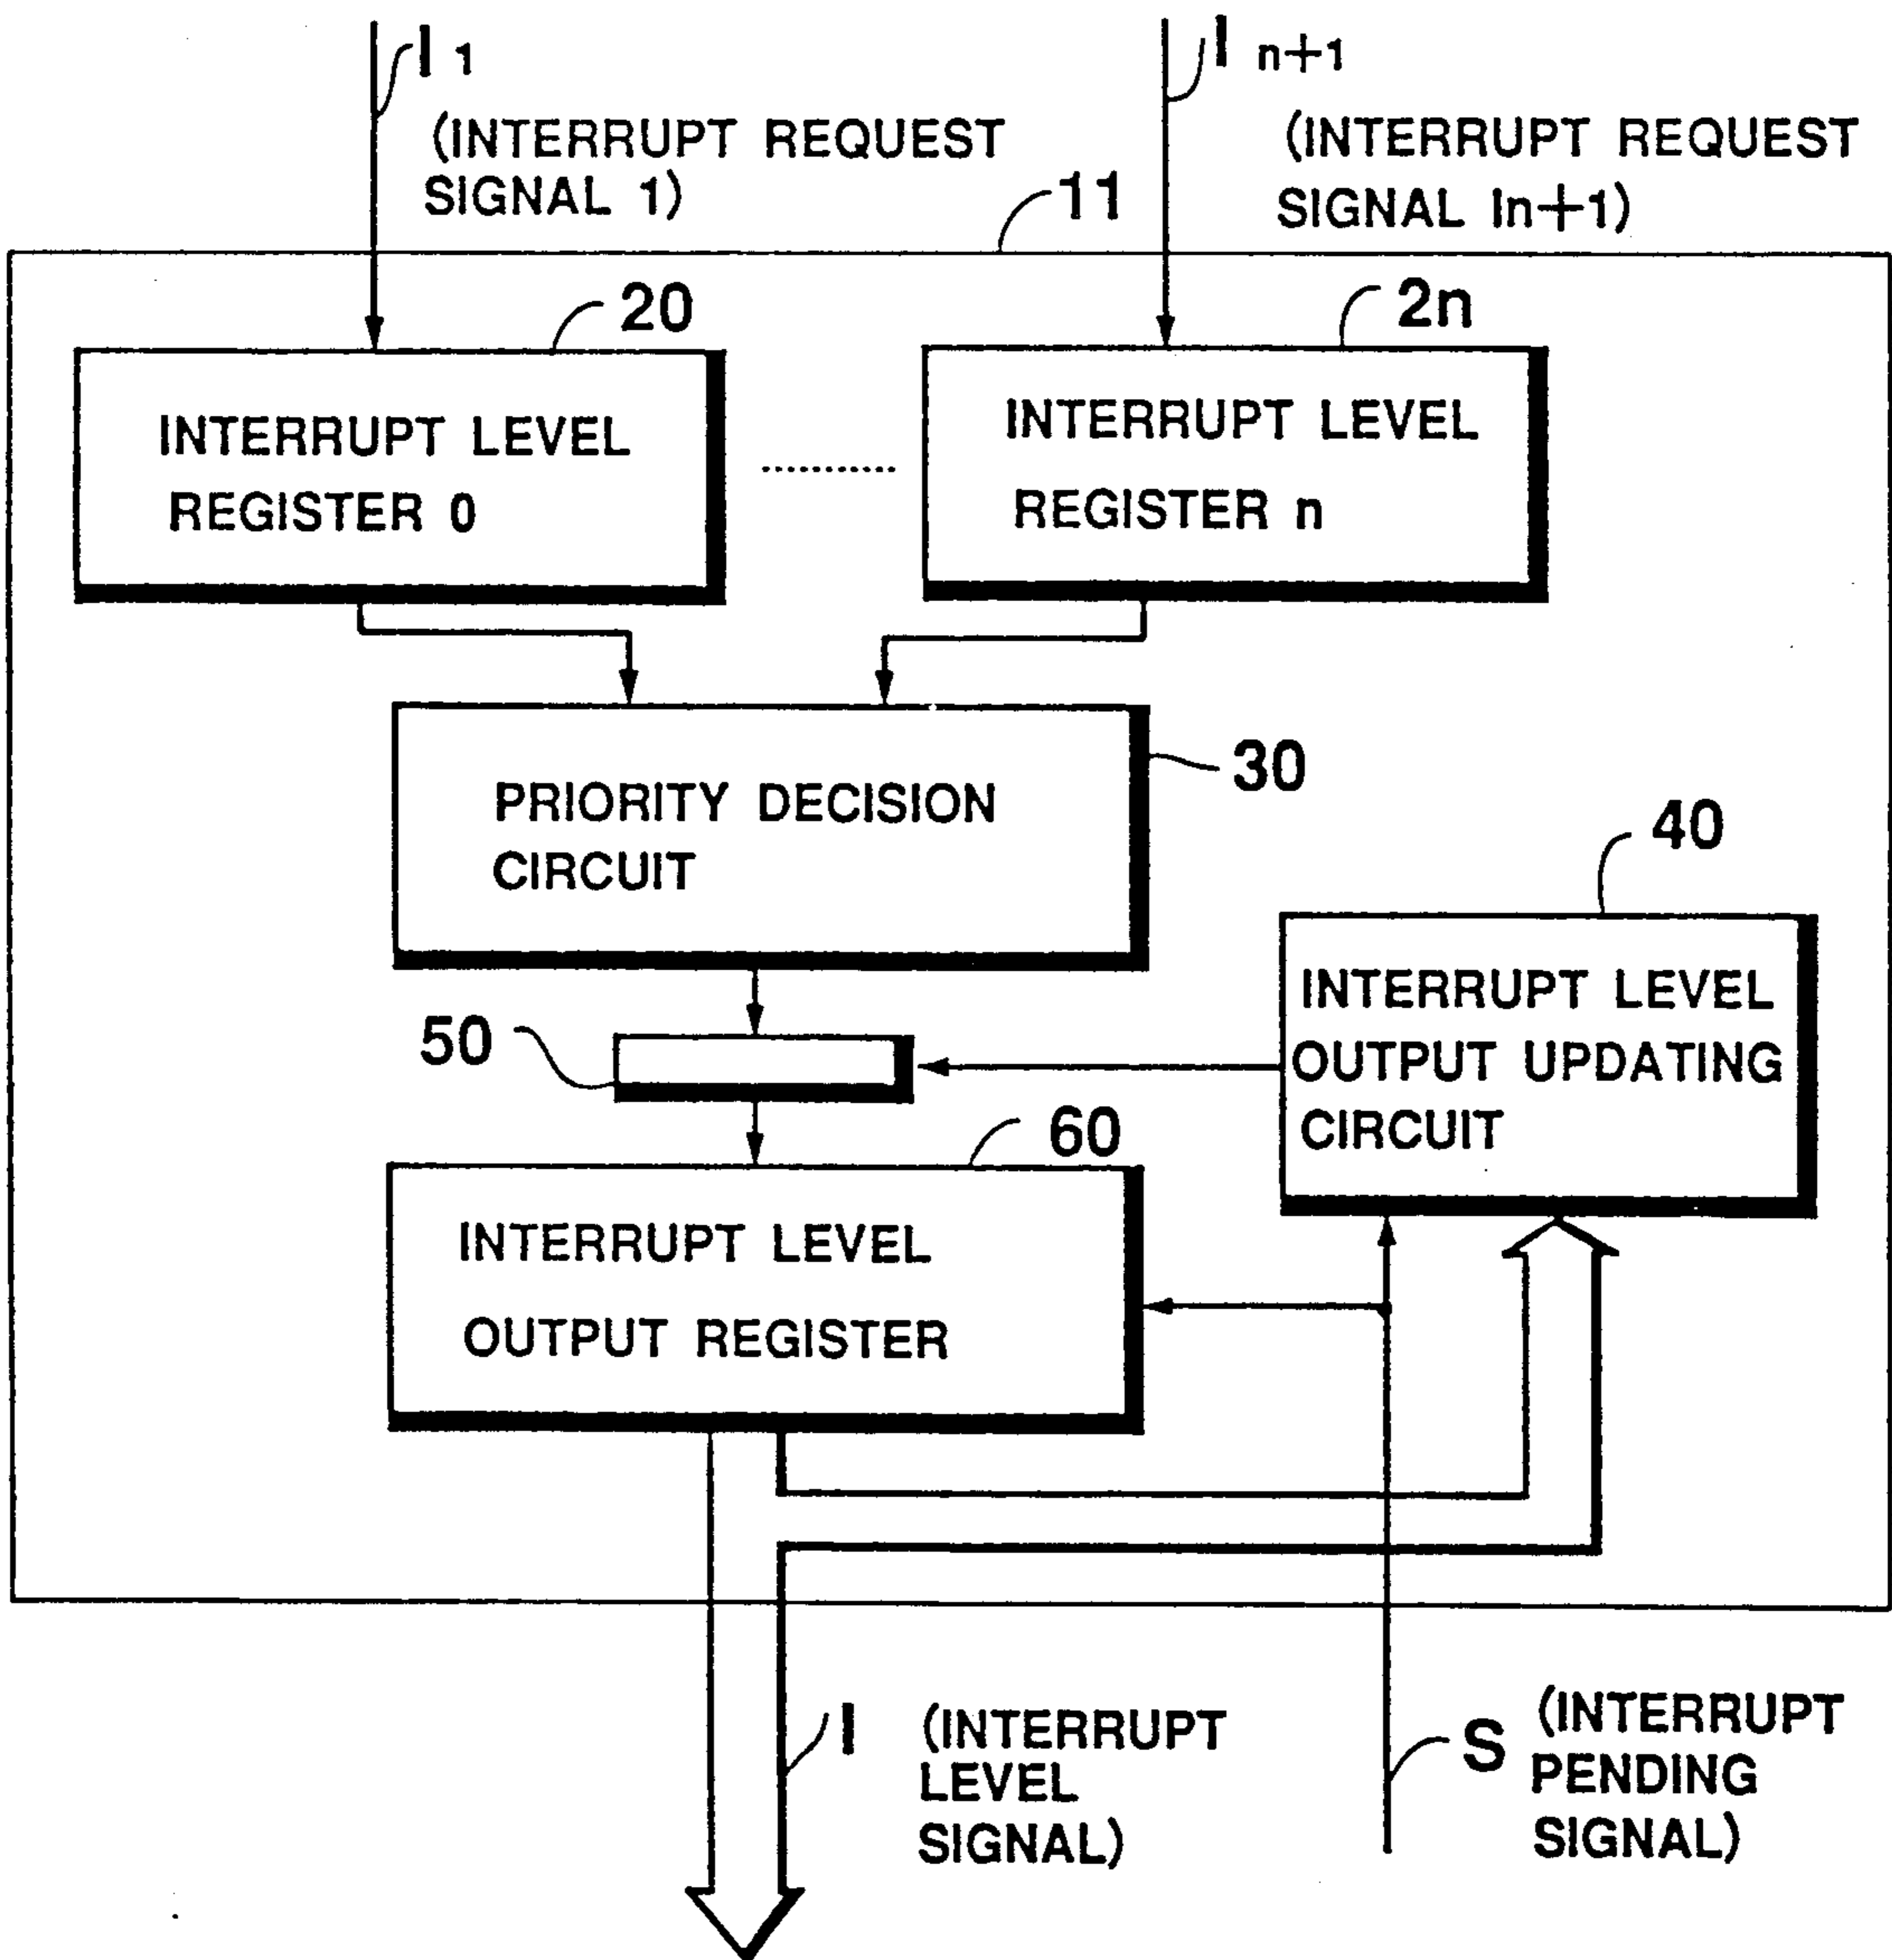 I 1
(INTERRUPT REQUEST
SIGNAL 1)
I n+1
(INTERRUPT REQUEST
SIGNAL In+1)
11
20
INTERRUPT LEVEL
REGISTER 0
2n
INTERRUPT LEVEL
REGISTER n
PRIORITY DECISION
CIRCUIT
30
40
INTERRUPT LEVEL
OUTPUT UPDATING
CIRCUIT
50
60
INTERRUPT LEVEL
OUTPUT REGISTER
I
(INTERRUPT
LEVEL
SIGNAL)
S
(INTERRUPT
PENDING
SIGNAL)